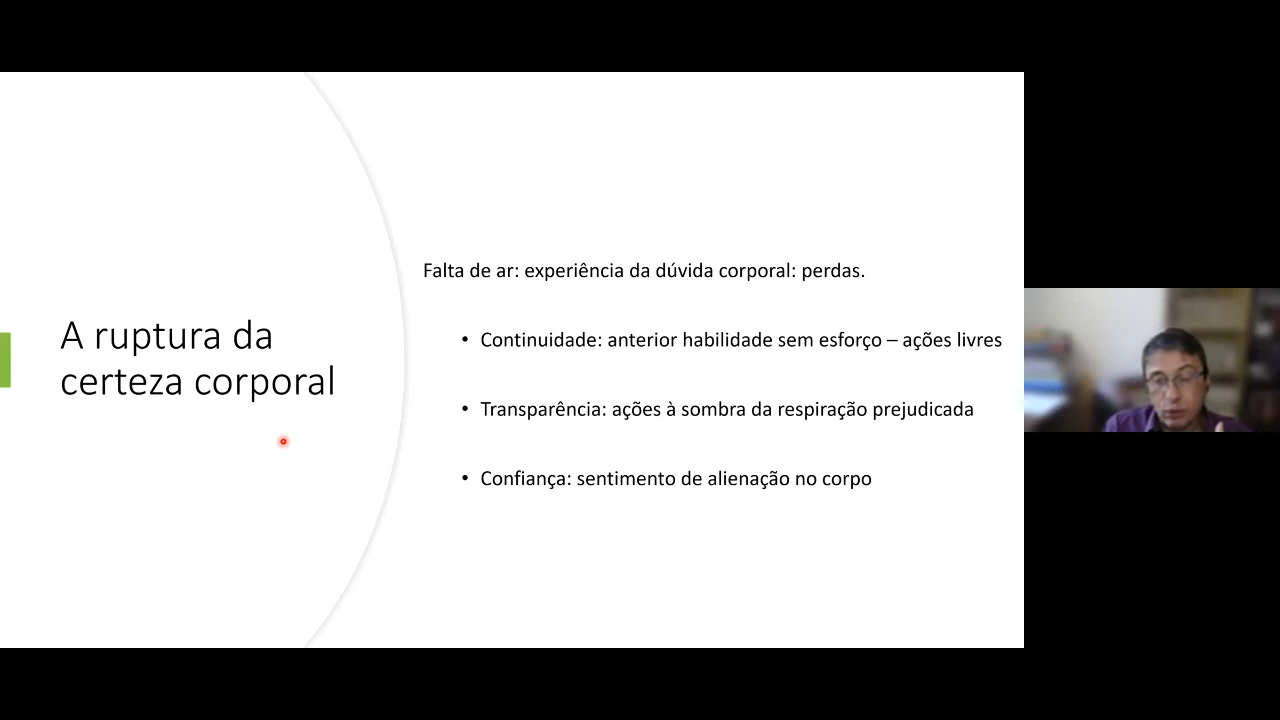 A ruptura da
certeza corporal
Falta de ar: experiência da dúvida corporal: perdas.
• Continuidade: anterior habilidade sem esforço – ações livres
• Transparência: ações à sombra da respiração prejudicada
• Confiança: sentimento de alienação no corpo